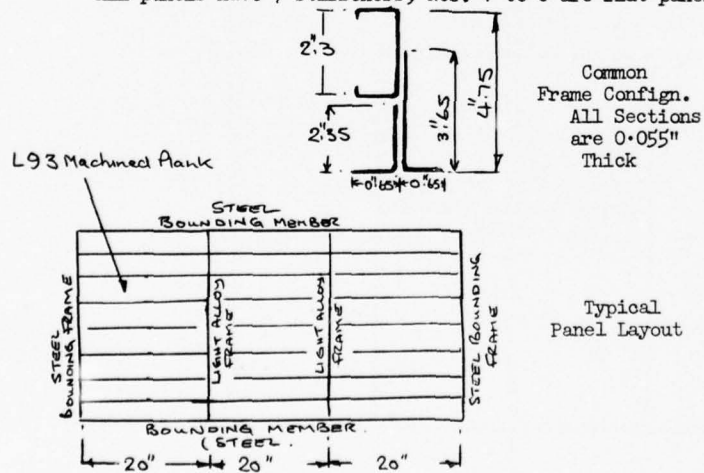 2".3
2".35
3".65
4".75
0".65
0".65
Common
Frame Confign.
All Sections
are 0·055"
Thick
L93 Machined Plank
STEEL
BOUNDING MEMBER
STEEL
BOUNDING FRAME
LIGHT ALLOY
FRAME
LIGHT ALLOY
FRAME
STEEL BOUNDING
FRAME
Typical
Panel Layout
BOUNDING MEMBER.
(STEEL.
20" 20" 20"